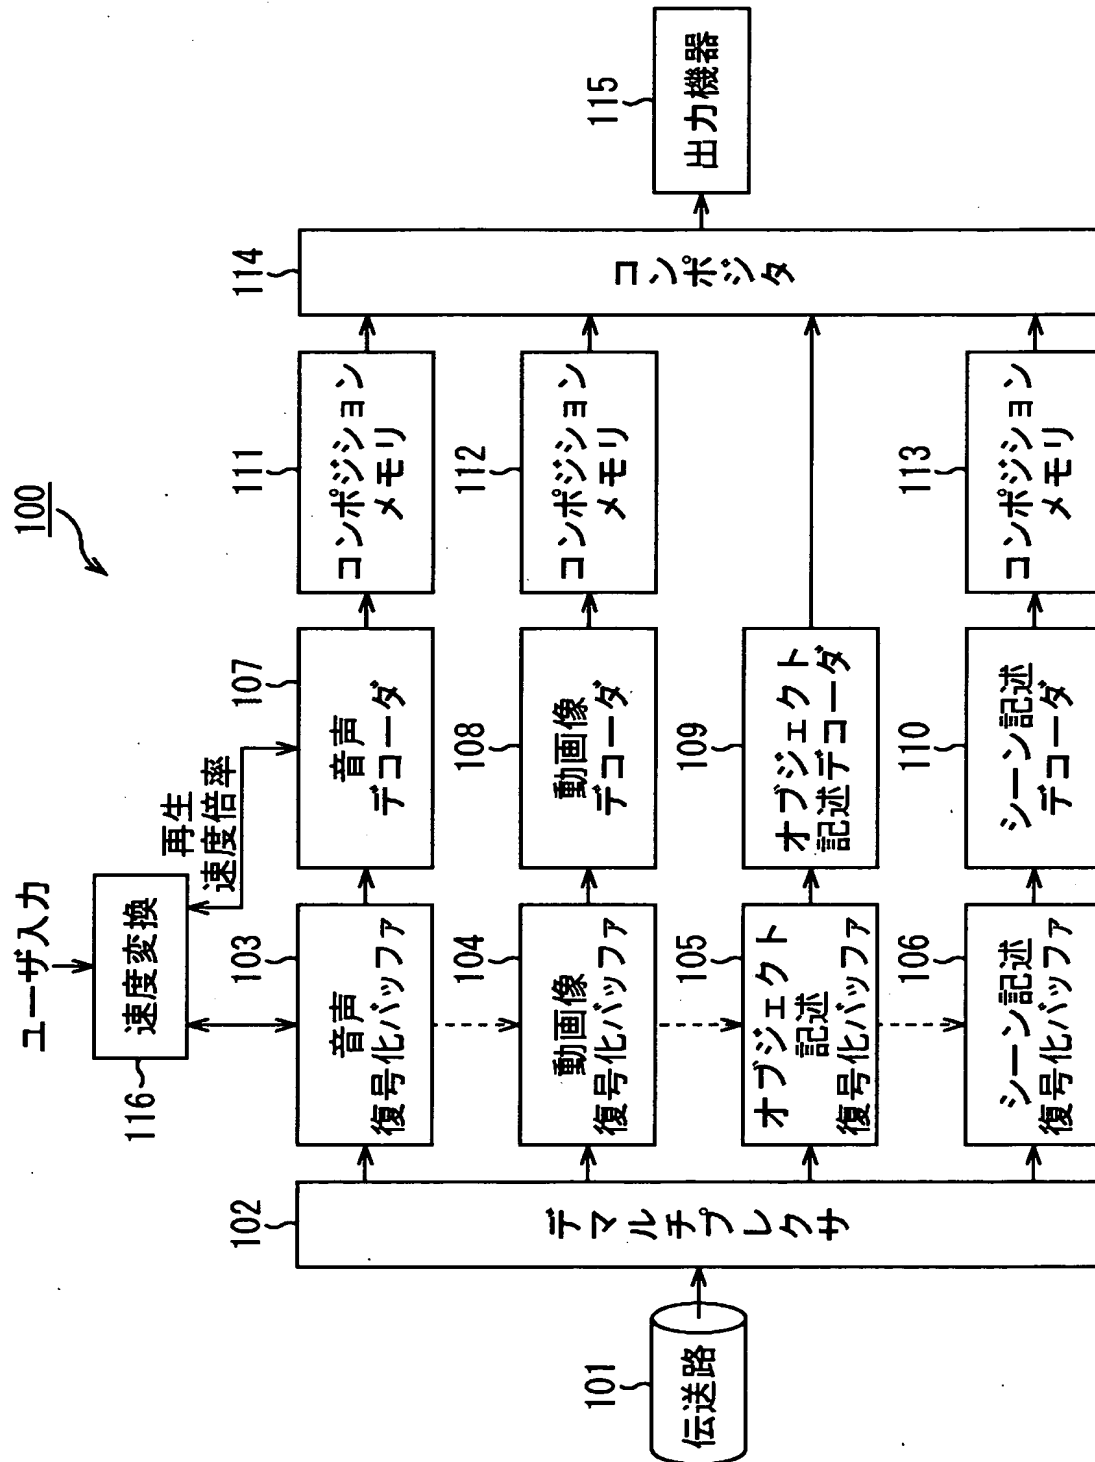 100
ユーザ入力
116
速度変換
再生
速度倍率
101
伝送路
102
デマルチプレクサ
103
音声
復号化バッファ
107
音声
デコーダ
111
コンポジション
メモリ
104
動画像
復号化バッファ
108
動画像
デコーダ
112
コンポジション
メモリ
105
オブジェクト
記述
復号化バッファ
109
オブジェクト
記述デコーダ
106
シーン記述
復号化バッファ
110
シーン記述
デコーダ
113
コンポジション
メモリ
114
コンポジタ
115
出力機器